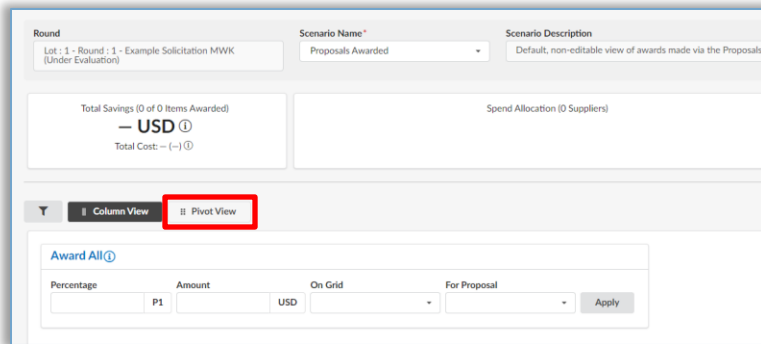 Round
Scenario Name*
Scenario Description
Lot : 1 - Round : 1 - Example Solicitation MWK
(Under Evaluation)
Proposals Awarded
Default, non-editable view of awards made via the Proposals
Total Savings (0 of 0 Items Awarded)
— USD
Total Cost: — (—)
Spend Allocation (0 Suppliers)
Column View
Pivot View
Award All
Percentage
Amount
On Grid
For Proposal
P1
USD
Apply